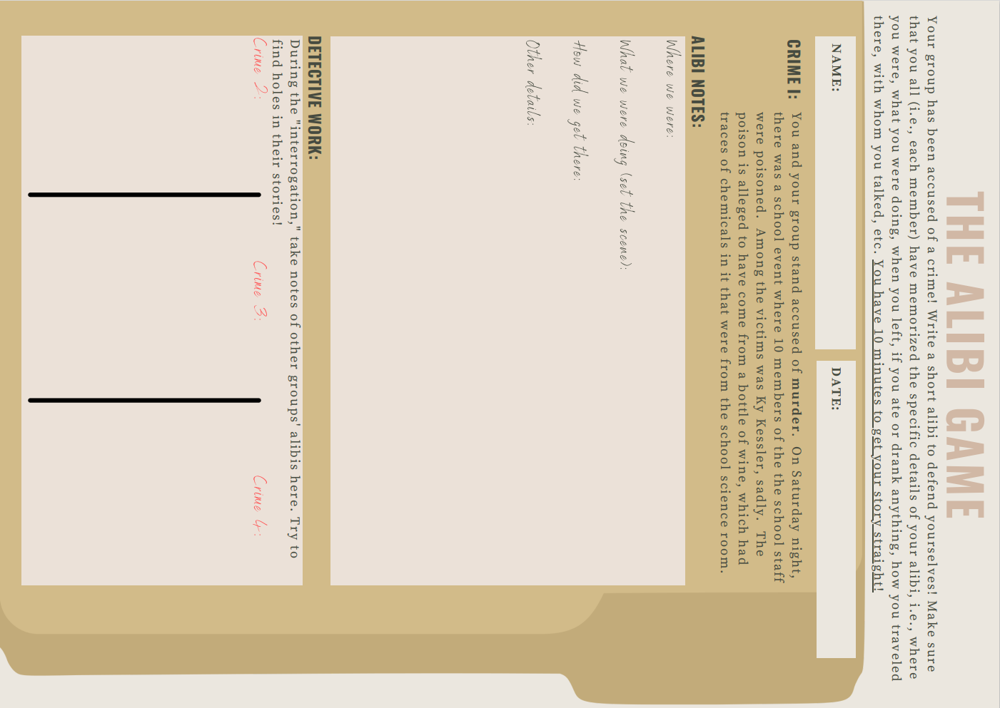 THE ALIBI GAME
Your group has been accused of a crime! Write a short alibi to defend yourselves! Make sure
that you all (i.e., each member) have memorized the specific details of your alibi, i.e., where
you were, what you were doing, when you left, if you ate or drank anything, how you traveled
there, with whom you talked, etc. You have 10 minutes to get your story straight!
NAME:
DATE:
CRIME I:
You and your group stand accused of murder. On Saturday night,
there was a school event where 10 members of the the school staff
were poisoned. Among the victims was Ky Kessler, sadly. The
poison is alleged to have come from a bottle of wine, which had
traces of chemicals in it that were from the school science room.
ALIBI NOTES:
Where we were:
What we were doing (set the scene):
How did we get there:
Other details:
DETECTIVE WORK:
During the "interrogation," take notes of other groups' alibis here. Try to
find holes in their stories!
Crime 2:
Crime 3:
Crime 4: